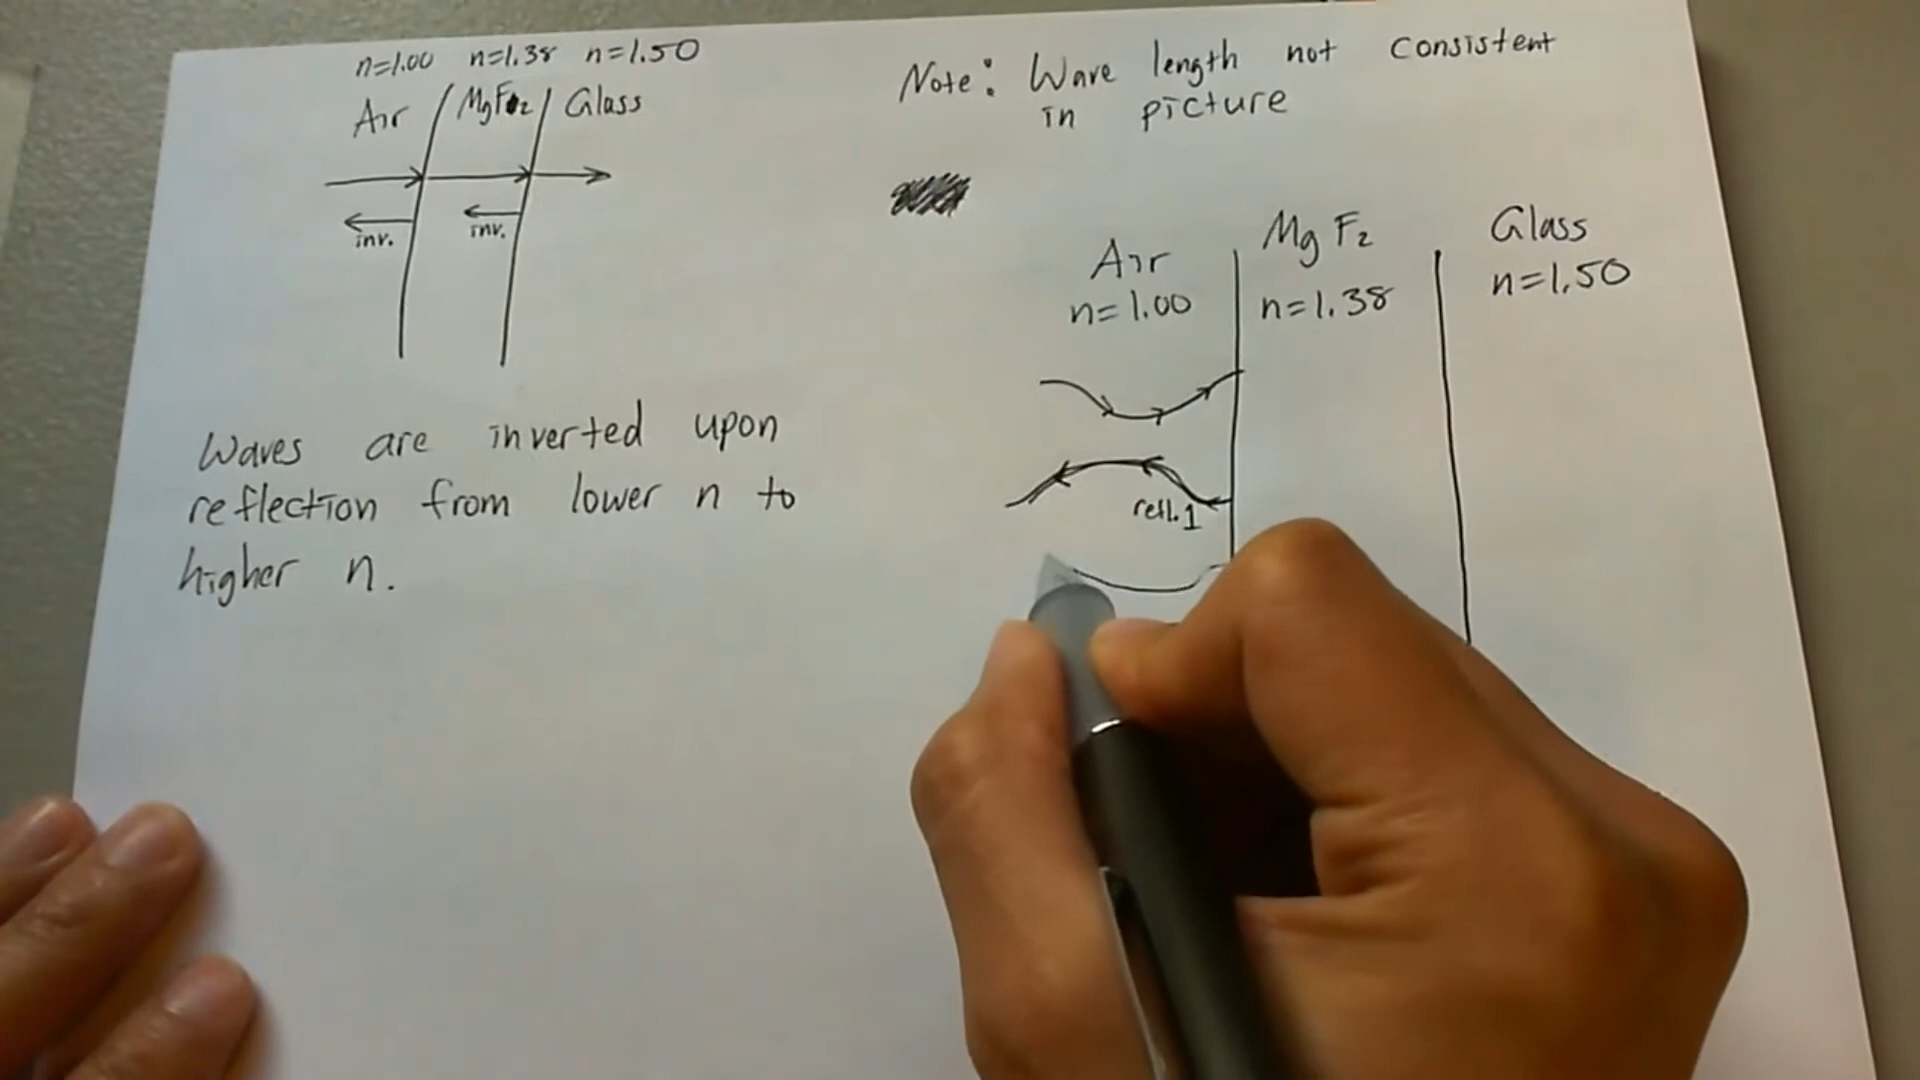 n=1.00 n=1.38 n=1.50
Air MgF2 Glass
inv. inv.
Waves are inverted upon
reflection from lower n to
higher n.
Note: Wave length not consistent
in picture
Air MgF2 Glass
n=1.00 n=1.38 n=1.50
refl.1